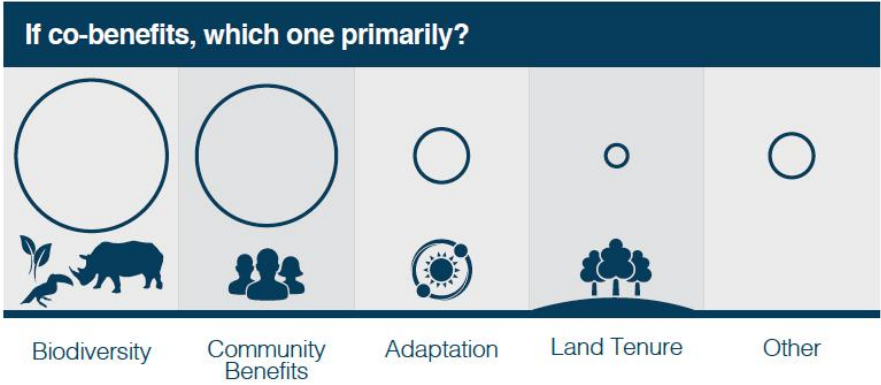 If co-benefits, which one primarily?
Biodiversity
Community
Benefits
Adaptation
Land Tenure
Other